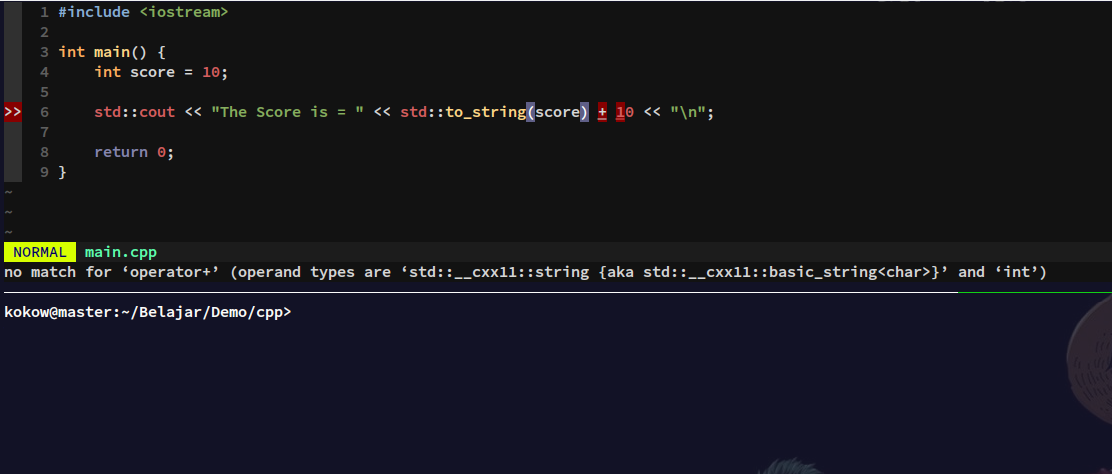 1 #include <iostream>
2
3 int main() {
4     int score = 10;
5
>> 6     std::cout << "The Score is = " << std::to_string(score) + 10 << "\n";
7
8     return 0;
9 }
~
~
~
NORMAL main.cpp
no match for ‘operator+’ (operand types are ‘std::__cxx11::string {aka std::__cxx11::basic_string<char>}’ and ‘int’)
kokow@master:~/Belajar/Demo/cpp>